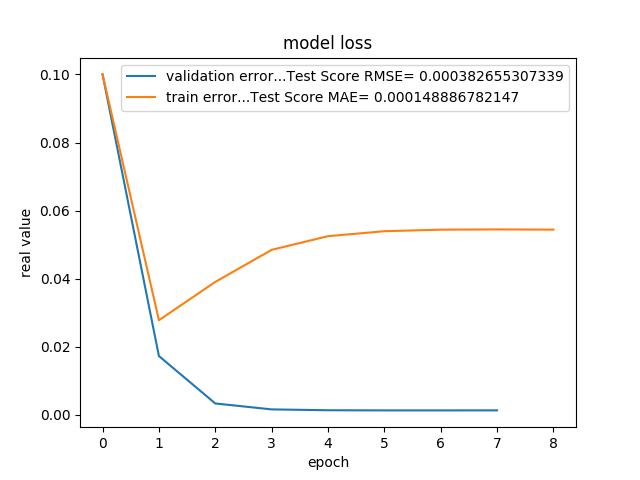 model loss
validation error...Test Score RMSE= 0.000382655307339
train error...Test Score MAE= 0.000148886782147
0.10
0.08
0.06
0.04
0.02
0.00
real value
0 1 2 3 4 5 6 7 8
epoch